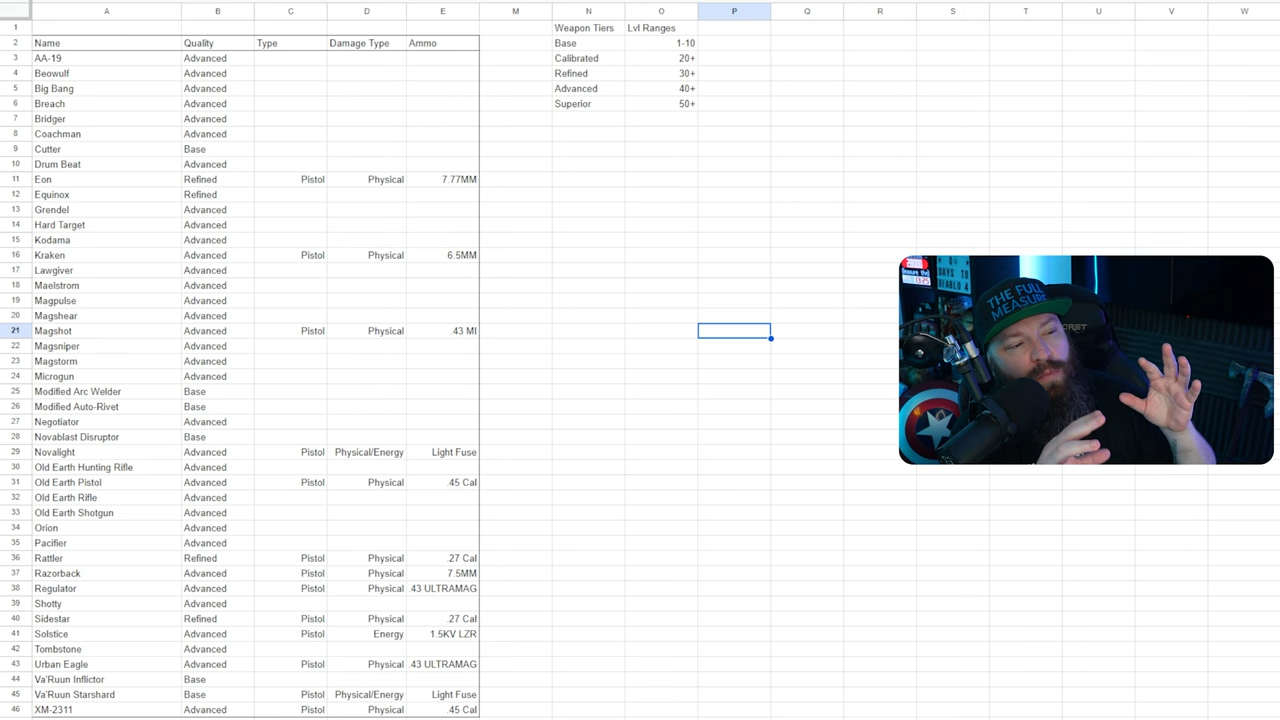 A B C D E M N O P Q R S T U V W
1 Weapon Tiers Lvl Ranges
2 Name Quality Type Damage Type Ammo Base 1-10
3 AA-19 Advanced Calibrated 20+
4 Beowulf Advanced Refined 30+
5 Big Bang Advanced Advanced 40+
6 Breach Advanced Superior 50+
7 Bridger Advanced
8 Coachman Advanced
9 Cutter Base
10 Drum Beat Advanced
11 Eon Refined Pistol Physical 7.77MM
12 Equinox Refined
13 Grendel Advanced
14 Hard Target Advanced
15 Kodama Advanced
16 Kraken Advanced Pistol Physical 6.5MM
17 Lawgiver Advanced
18 Maelstrom Advanced
19 Magpulse Advanced
20 Magshear Advanced
21 Magshot Advanced Pistol Physical .43 MI
22 Magsniper Advanced
23 Magstorm Advanced
24 Microgun Advanced
25 Modified Arc Welder Base
26 Modified Auto-Rivet Base
27 Negotiator Advanced
28 Novablast Disruptor Base
29 Novalight Advanced Pistol Physical/Energy Light Fuse
30 Old Earth Hunting Rifle Advanced
31 Old Earth Pistol Advanced Pistol Physical .45 Cal
32 Old Earth Rifle Advanced
33 Old Earth Shotgun Advanced
34 Orion Advanced
35 Pacifier Advanced
36 Rattler Refined Pistol Physical .27 Cal
37 Razorback Advanced Pistol Physical 7.5MM
38 Regulator Advanced Pistol Physical .43 ULTRAMAG
39 Shotty Advanced
40 Sidestar Refined Pistol Physical .27 Cal
41 Solstice Advanced Pistol Energy 1.5KV LZR
42 Tombstone Advanced
43 Urban Eagle Advanced Pistol Physical .43 ULTRAMAG
44 Va'Ruun Inflictor Base
45 Va'Ruun Starshard Base Pistol Physical/Energy Light Fuse
46 XM-2311 Advanced Pistol Physical .45 Cal
DAYS TO
DIABLO 4
THE FULL
MEASURE